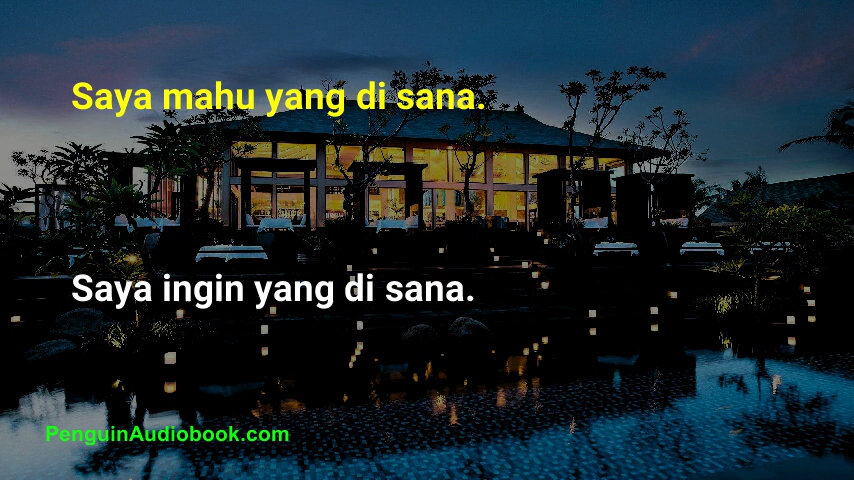 Saya mahu yang di sana.
Saya ingin yang di sana.
PenguinAudiobook.com